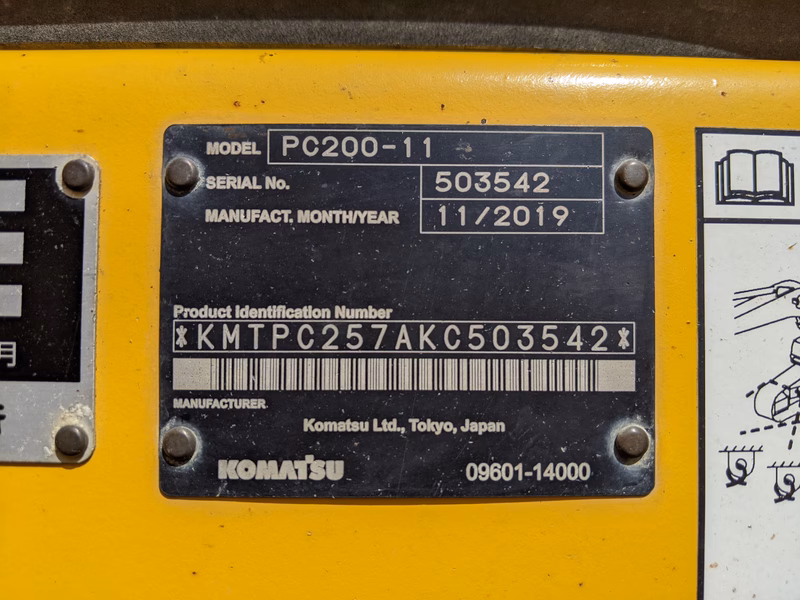 MODEL PC200-11
SERIAL No. 503542
MANUFACT. MONTH/YEAR 11/2019
Product Identification Number
*KMTPC257AKC503542*
MANUFACTURER
Komatsu Ltd., Tokyo, Japan
KOMATSU 09601-14000
月